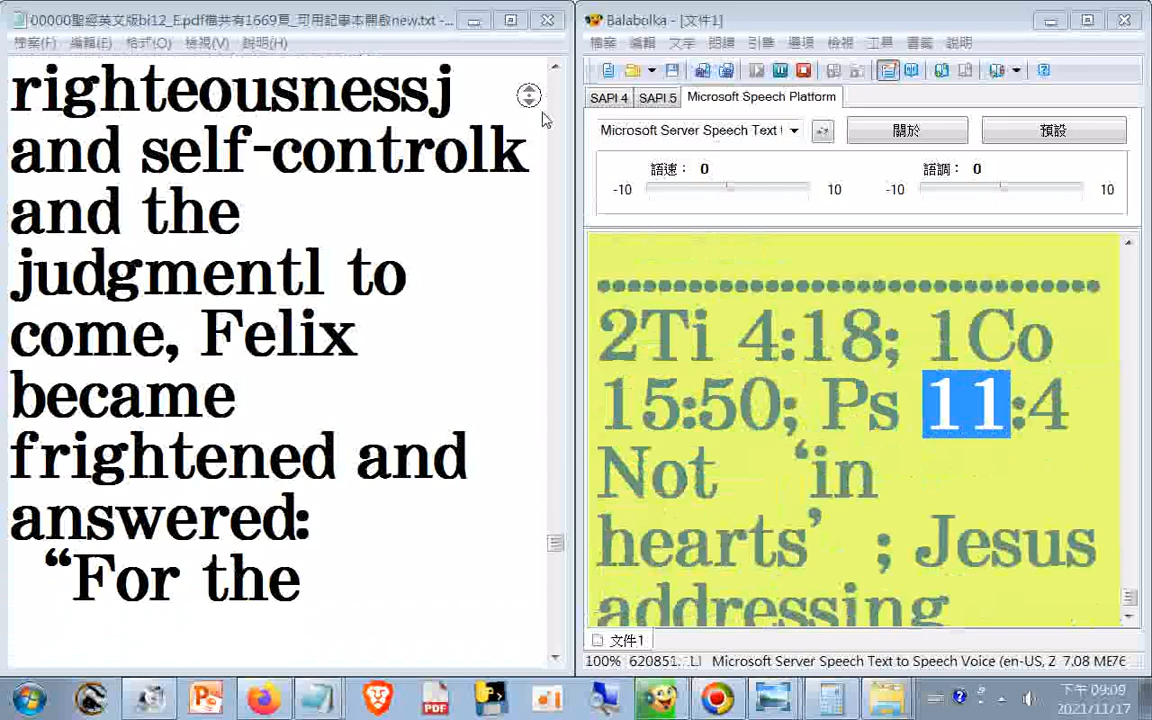 00000聖經英文版bi12_E.pdf檔共有1669頁_可用記事本開啟new.txt -...
檔案(F) 編輯(E) 格式(O) 檢視(V) 說明(H)
righteousnessj
and self-controlk
and the
judgmentl to
come, Felix
became
frightened and
answered:
“For the
Balabolka - [文件1]
檔案 編輯 文字 朗讀 引擎 選項 檢視 工具 書籤 說明
SAPI 4 SAPI 5 Microsoft Speech Platform
Microsoft Server Speech Text 關於 預設
語速: 0 語調: 0
-10 10 -10 10
2Ti 4:18; 1Co
15:50; Ps 11:4
Not ‘in
hearts’ ; Jesus
addressing
文件1
100% Microsoft Server Speech Text to Speech Voice (en-US, Z 7.08 ME
下午 09:09
2021/11/17